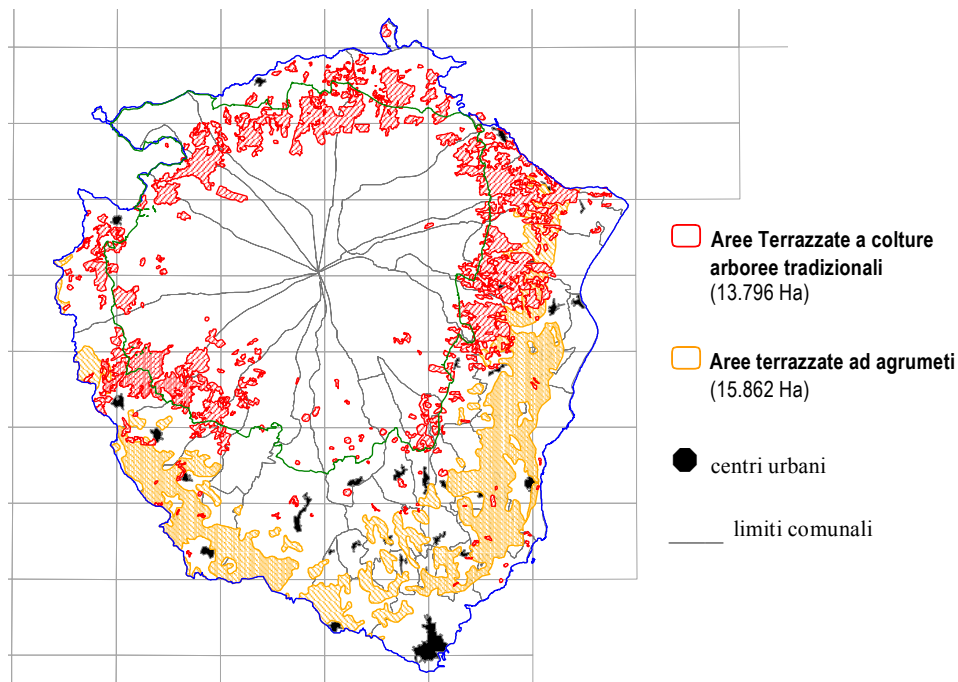 Aree Terrazzate a colture
arboree tradizionali
(13.796 Ha)
Aree terrazzate ad agrumeti
(15.862 Ha)
centri urbani
limiti comunali